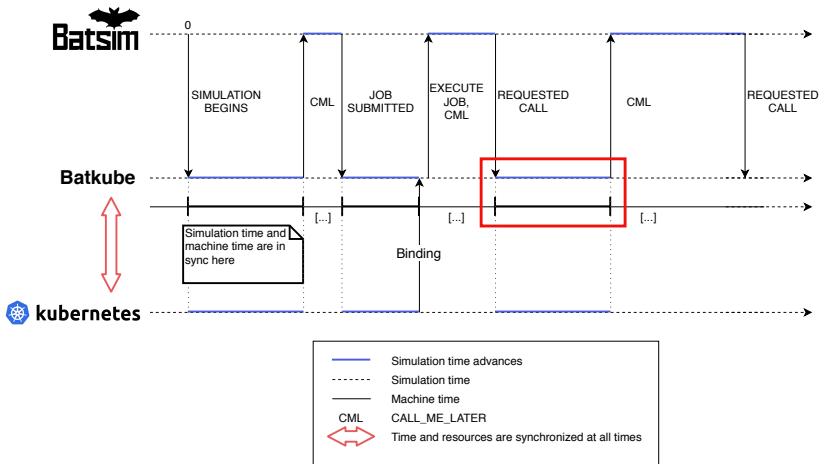 Batsim
0
SIMULATION
BEGINS
CML
JOB
SUBMITTED
EXECUTE
JOB,
CML
REQUESTED
CALL
CML
REQUESTED
CALL
Batkube
[...]
[...]
[...]
Simulation time and
machine time are in
sync here
Binding
kubernetes
Simulation time advances
Simulation time
Machine time
CML CALL_ME_LATER
Time and resources are synchronized at all times